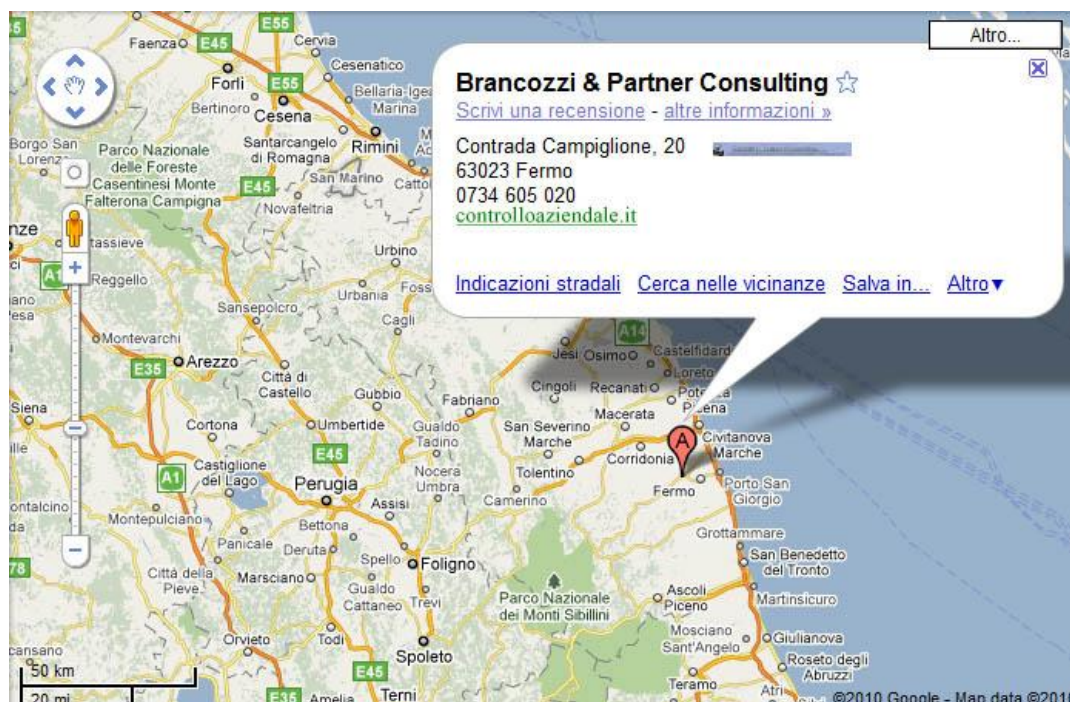 Altro...
Brancozzi & Partner Consulting
Scrivi una recensione - altre informazioni »
Contrada Campiglione, 20
63023 Fermo
0734 605 020
controlloaziendale.it
Indicazioni stradali Cerca nelle vicinanze Salva in... Altro▼
E55
Faenza
E45
Cervia
Cesenatico
Forlì
E55
Bellaria-Igea
Marina
Bertinoro
Cesena
Borgo San
Lorenzo
Parco Nazionale
delle Foreste
Casentinesi Monte
Falterona Campigna
Santarcangelo
di Romagna
Rimini
E45
San Marino
Novafeltria
Urbino
Reggello
A1
Urbania
Sansepolcro
Cagli
Montevarchi
A14
E35
Arezzo
Jesi
Osimo
Loreto
Città di
Castello
Gubbio
Fabriano
Cingoli
Recanati
Potenza
Picena
Macerata
Siena
Cortona
Umbertide
Gualdo
Tadino
San Severino
Marche
A
Civitanova
Marche
E45
Corridonia
Tolentino
A1
Castiglione
del Lago
Perugia
Nocera
Umbra
Camerino
Fermo
Porto San
Giorgio
Assisi
Montepulciano
Bettona
Grottammare
Panicale
Deruta
Spello
Foligno
San Benedetto
del Tronto
Città della
Pieve
Marsciano
Gualdo
Cattaneo
Trevi
Parco Nazionale
dei Monti Sibillini
Ascoli
Piceno
Martinsicuro
Mosciano
Sant'Angelo
Giulianova
Orvieto
Todi
Spoleto
Roseto degli
Abruzzi
50 km
E45
Teramo
Atri
20 mi
E35
Amelia
Terni
©2010 Google - Map data ©2010